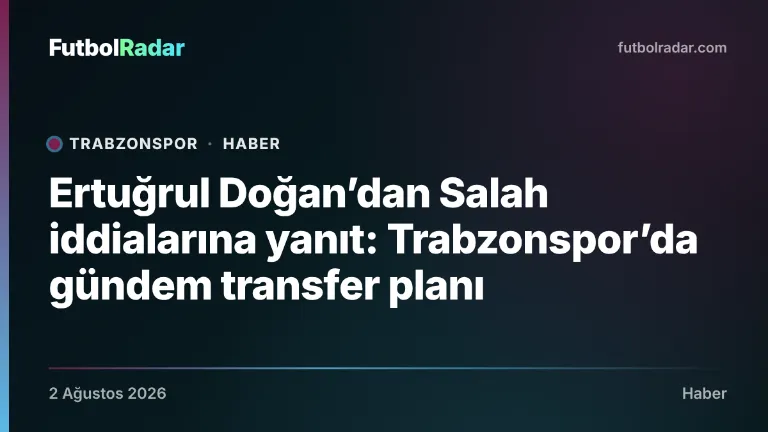 FutbolRadar
futbolradar.com
TRABZONSPOR · HABER
Ertuğrul Doğan’dan Salah
iddialarına yanıt: Trabzonspor’da
gündem transfer planı
2 Ağustos 2026
Haber